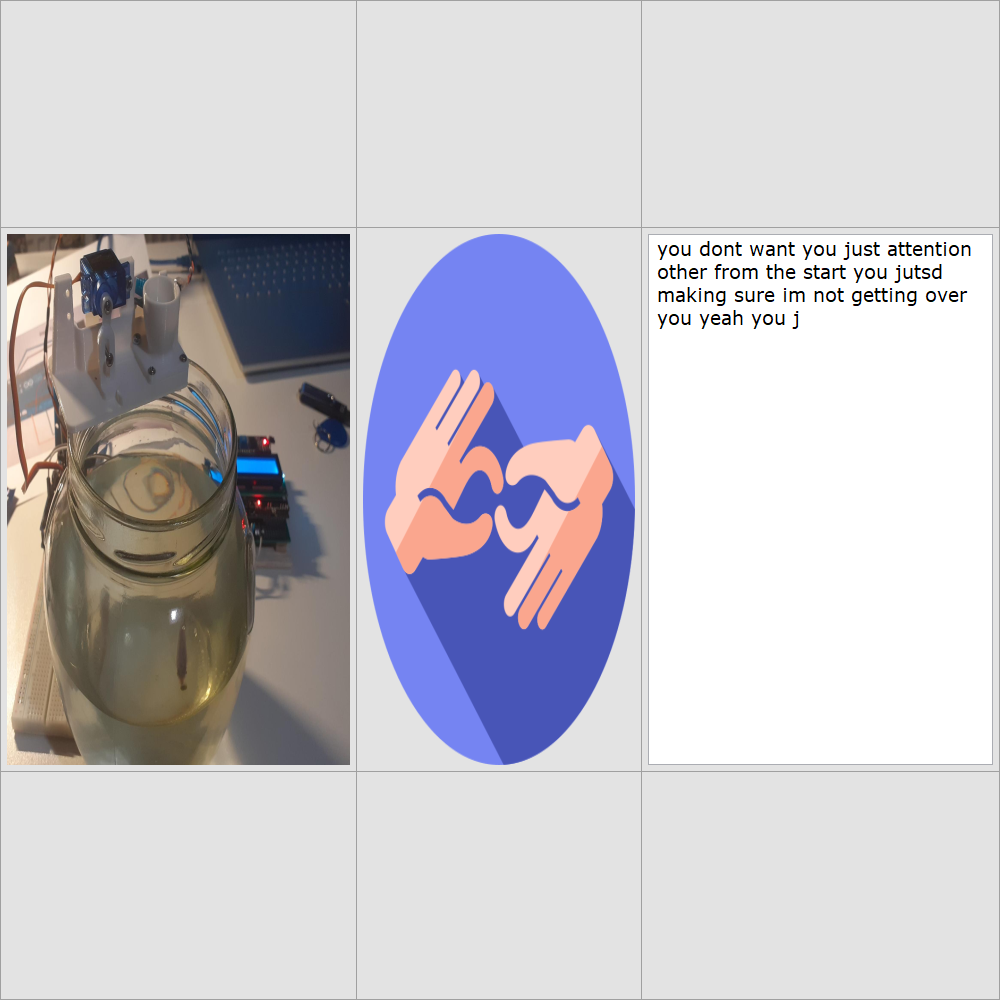 you dont want you just attention
other from the start you jutsd
making sure im not getting over
you yeah you j